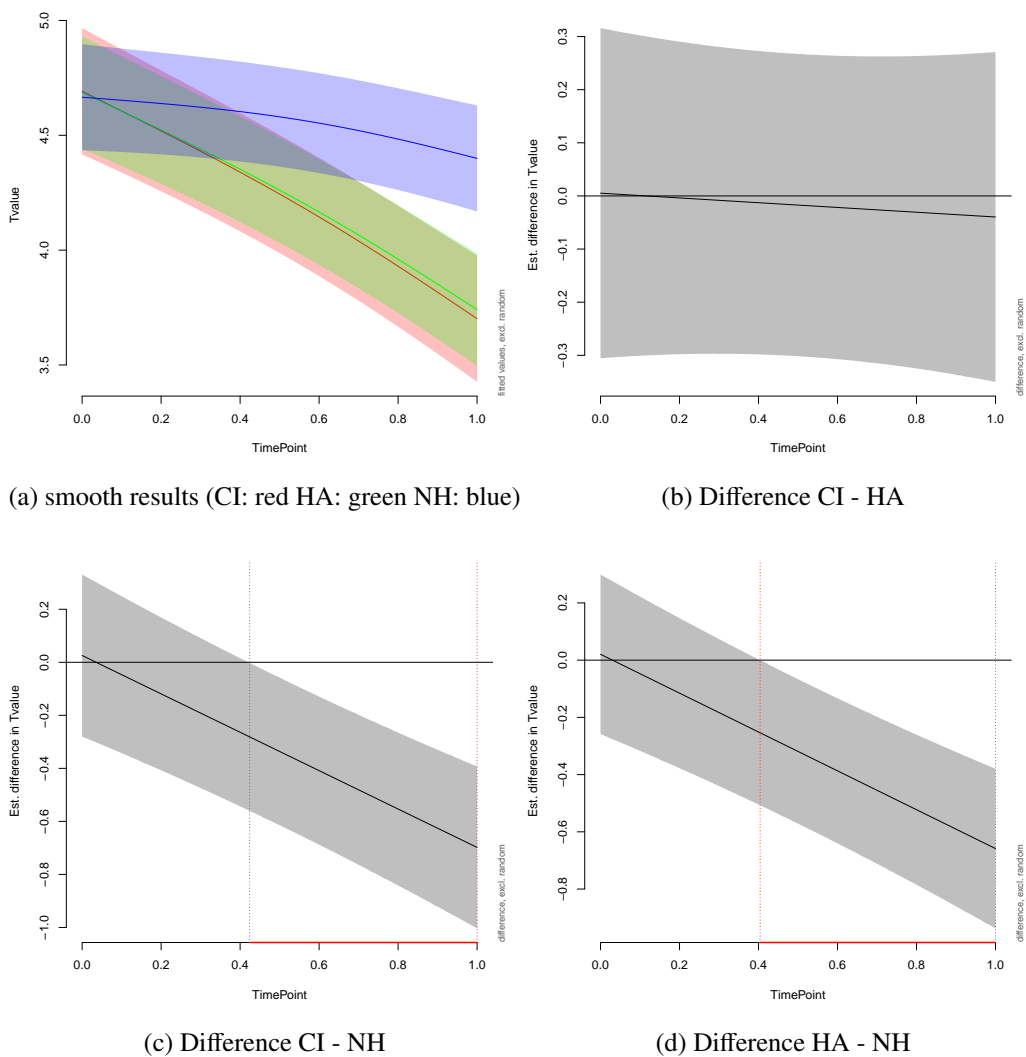 5.0
4.5
4.0
3.5
Tvalue
0.0 0.2 0.4 0.6 0.8 1.0
TimePoint
fitted values, excl. random
0.3
0.2
0.1
0.0
−0.1
−0.2
−0.3
Est. difference in Tvalue
0.0 0.2 0.4 0.6 0.8 1.0
TimePoint
difference, excl. random
(a) smooth results (CI: red HA: green NH: blue)
(b) Difference CI - HA
0.2
0.0
−0.2
−0.4
−0.6
−0.8
−1.0
Est. difference in Tvalue
0.0 0.2 0.4 0.6 0.8 1.0
TimePoint
difference, excl. random
0.2
0.0
−0.2
−0.4
−0.6
−0.8
Est. difference in Tvalue
0.0 0.2 0.4 0.6 0.8 1.0
TimePoint
difference, excl. random
(c) Difference CI - NH
(d) Difference HA - NH